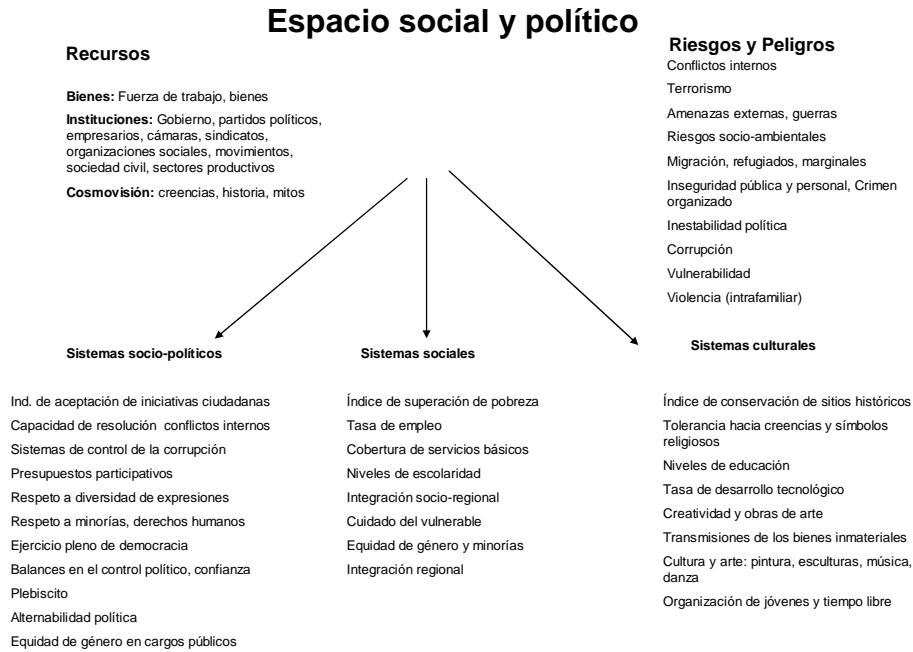 Espacio social y político
Recursos
Bienes: Fuerza de trabajo, bienes
Instituciones: Gobierno, partidos políticos,
empresarios, cámaras, sindicatos,
organizaciones sociales, movimientos,
sociedad civil, sectores productivos
Cosmovisión: creencias, historia, mitos
Riesgos y Peligros
Conflictos internos
Terrorismo
Amenazas externas, guerras
Riesgos socio-ambientales
Migración, refugiados, marginales
Inseguridad pública y personal, Crimen
organizado
Inestabilidad política
Corrupción
Vulnerabilidad
Violencia (intrafamiliar)
Sistemas socio-políticos
Ind. de aceptación de iniciativas ciudadanas
Capacidad de resolución conflictos internos
Sistemas de control de la corrupción
Presupuestos participativos
Respeto a diversidad de expresiones
Respeto a minorías, derechos humanos
Ejercicio pleno de democracia
Balances en el control político, confianza
Plebiscito
Alternabilidad política
Equidad de género en cargos públicos
Sistemas sociales
Índice de superación de pobreza
Tasa de empleo
Cobertura de servicios básicos
Niveles de escolaridad
Integración socio-regional
Cuidado del vulnerable
Equidad de género y minorías
Integración regional
Sistemas culturales
Índice de conservación de sitios históricos
Tolerancia hacia creencias y símbolos
religiosos
Niveles de educación
Tasa de desarrollo tecnológico
Creatividad y obras de arte
Transmisiones de los bienes inmateriales
Cultura y arte: pintura, esculturas, música,
danza
Organización de jóvenes y tiempo libre